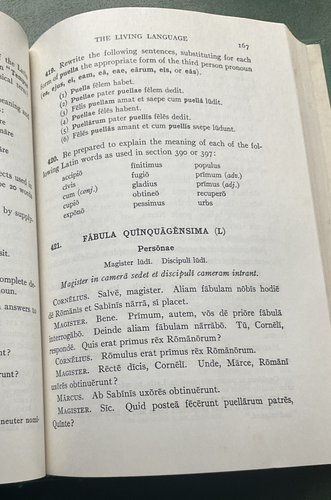 THE LIVING LANGUAGE 167
419. Rewrite the following sentences, substituting for each
form of puella the appropriate form of the third person pronoun
(ea, ejus, ei, eam, eā, eae, eārum, eīs, or eās).
(1) Puella fēlem habet.
(2) Puellae pater puellae fēlem dedit.
(3) Fēlis puellam amat et saepe cum puellā lūdit.
(4) Puellae fēlēs habent.
(5) Puellārum pater puellīs fēlēs dedit.
(6) Fēlēs puellās amant et cum puellīs saepe lūdunt.
420. Be prepared to explain the meaning of each of the fol-
lowing Latin words as used in section 390 or 397:
accipiō finitimus populus
cīvis fugiō prīmum (adv.)
cum (conj.) gladius prīmus (adj.)
cupiō obtineō recuperō
expōnō pessimus urbs
421. FĀBULA QUĪNQUĀGĒNSIMA (L)
Persōnae
Magister lūdī. Discipulī lūdī.
Magister in camerā sedet et discipulī cameram intrant.
CORNĒLIUS. Salvē, magister. Aliam fābulam nōbīs hodiē
dē Rōmānīs et Sabīnīs nārrā, sī placet.
MAGISTER. Bene. Prīmum, autem, vōs dē priōre fābulā
interrogābō. Deinde aliam fābulam nārrābō. Tū, Cornēlī,
respondē. Quis erat prīmus rēx Rōmānōrum?
CORNĒLIUS. Rōmulus erat prīmus rēx Rōmānōrum.
MAGISTER. Rēctē dīcis, Cornēlī. Unde, Mārce, Rōmānī
uxōrēs obtinuērunt?
MĀRCUS. Ab Sabīnīs uxōrēs obtinuērunt.
MAGISTER. Sīc. Quid posteā fēcērunt puellārum patrēs,
Quīnte?